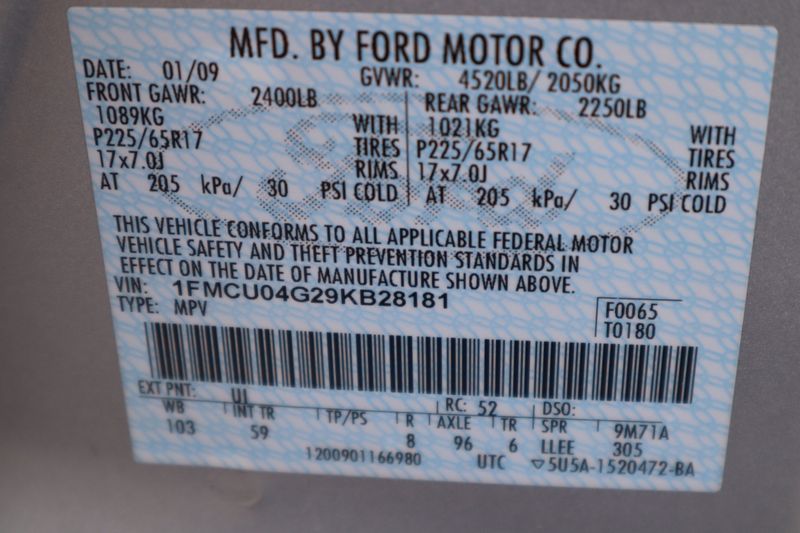 MFD. BY FORD MOTOR CO.
DATE: 01/09 GVWR: 4520LB/ 2050KG
FRONT GAWR: 2400LB REAR GAWR: 2250LB
1089KG WITH 1021KG WITH
P225/65R17 TIRES P225/65R17 TIRES
17x7.0J RIMS 17x7.0J RIMS
AT 205 kPa/ 30 PSI COLD AT 205 kPa/ 30 PSI COLD
THIS VEHICLE CONFORMS TO ALL APPLICABLE FEDERAL MOTOR
VEHICLE SAFETY AND THEFT PREVENTION STANDARDS IN
EFFECT ON THE DATE OF MANUFACTURE SHOWN ABOVE.
VIN: 1FMCU04G29KB28181
TYPE: MPV
F0065
T0180
EXT PNT: UI RC: 52 DSO:
WB INT TR TP/PS R AXLE TR SPR 9M71A
103 59 8 96 6 LLEE 305
1200901166980 UTC ▽5U5A-1520472-BA
Ford